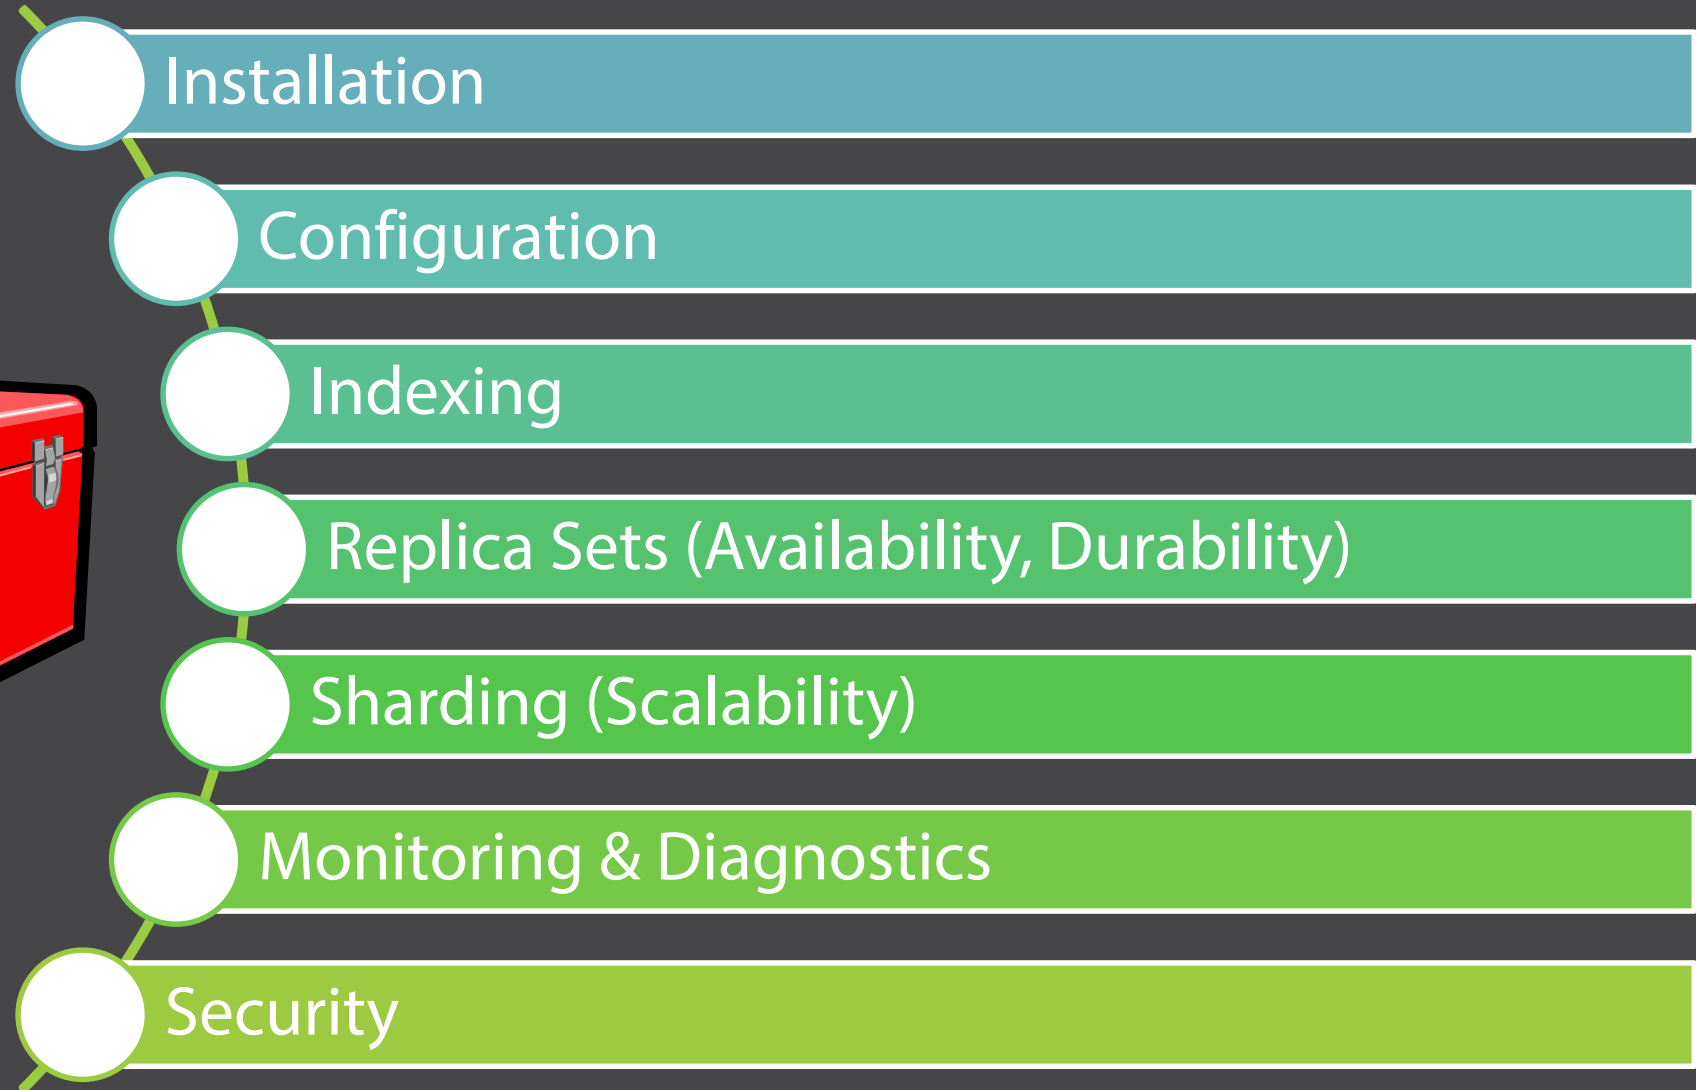 Installation
Configuration
Indexing
Replica Sets (Availability, Durability)
Sharding (Scalability)
Monitoring & Diagnostics
Security